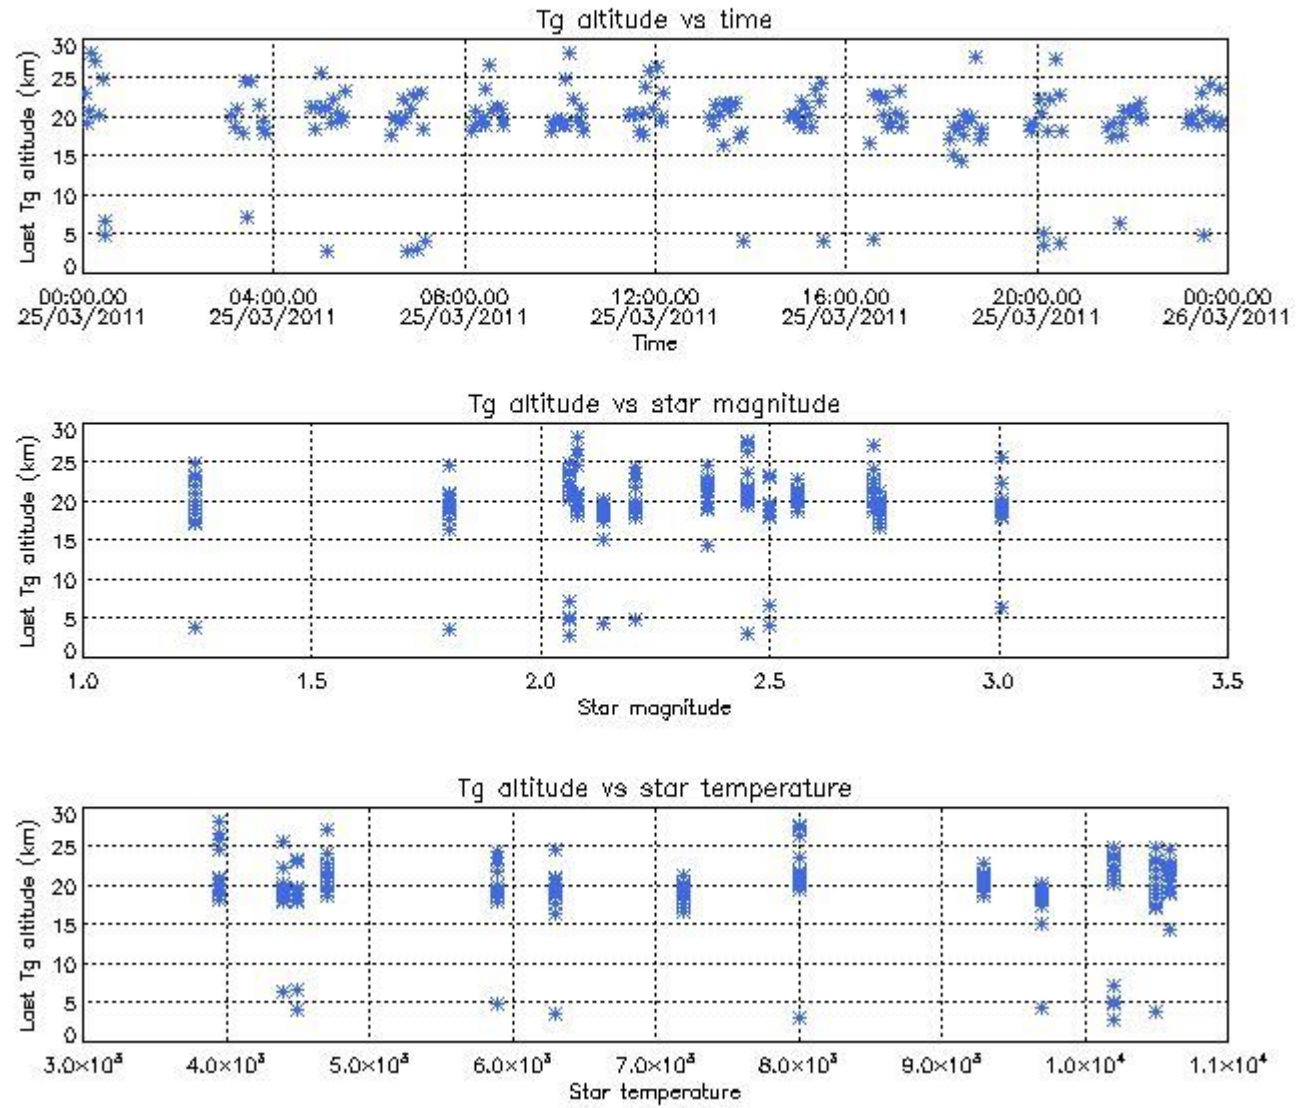 Tg altitude vs time
Last Tg altitude (km)
30
25
20
15
10
5
0
00:00.00 04:00.00 08:00.00 12:00.00 16:00.00 20:00.00 00:00.00
25/03/2011 25/03/2011 25/03/2011 25/03/2011 25/03/2011 25/03/2011 26/03/2011
Time
Tg altitude vs star magnitude
Last Tg altitude (km)
30
25
20
15
10
5
0
1.0 1.5 2.0 2.5 3.0 3.5
Star magnitude
Tg altitude vs star temperature
Last Tg altitude (km)
30
25
20
15
10
5
0
3.0×10³ 4.0×10³ 5.0×10³ 6.0×10³ 7.0×10³ 8.0×10³ 9.0×10³ 1.0×10⁴ 1.1×10⁴
Star temperature